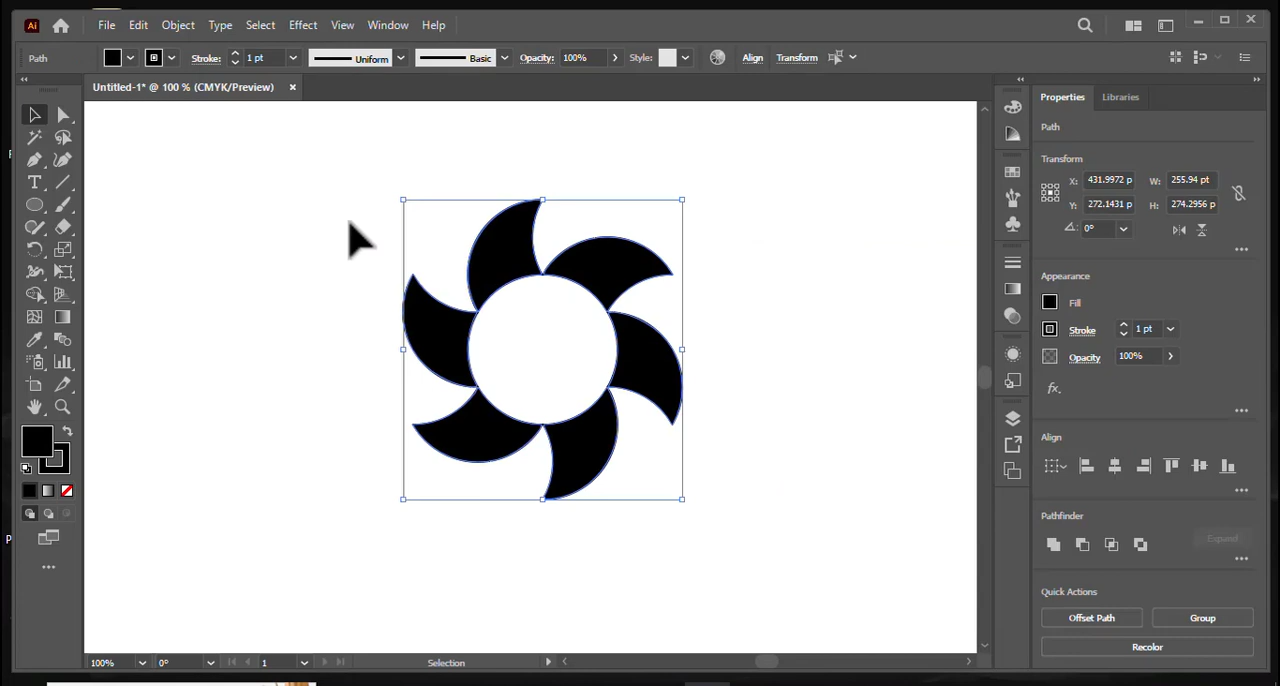 Ai File Edit Object Type Select Effect View Window Help
Path Stroke: 1 pt Uniform Basic Opacity: 100% Style: Align Transform
Untitled-1* @ 100 % (CMYK/Preview) ×
Properties Libraries
Path
Transform
X: 431.9972 p W: 255.94 pt
Y: 272.1431 p H: 274.2956 p
0°
Appearance
Fill
Stroke 1 pt
Opacity 100%
fx.
Align
Pathfinder
Expand
Quick Actions
Offset Path Group
Recolor
100% 0° 1 Selection